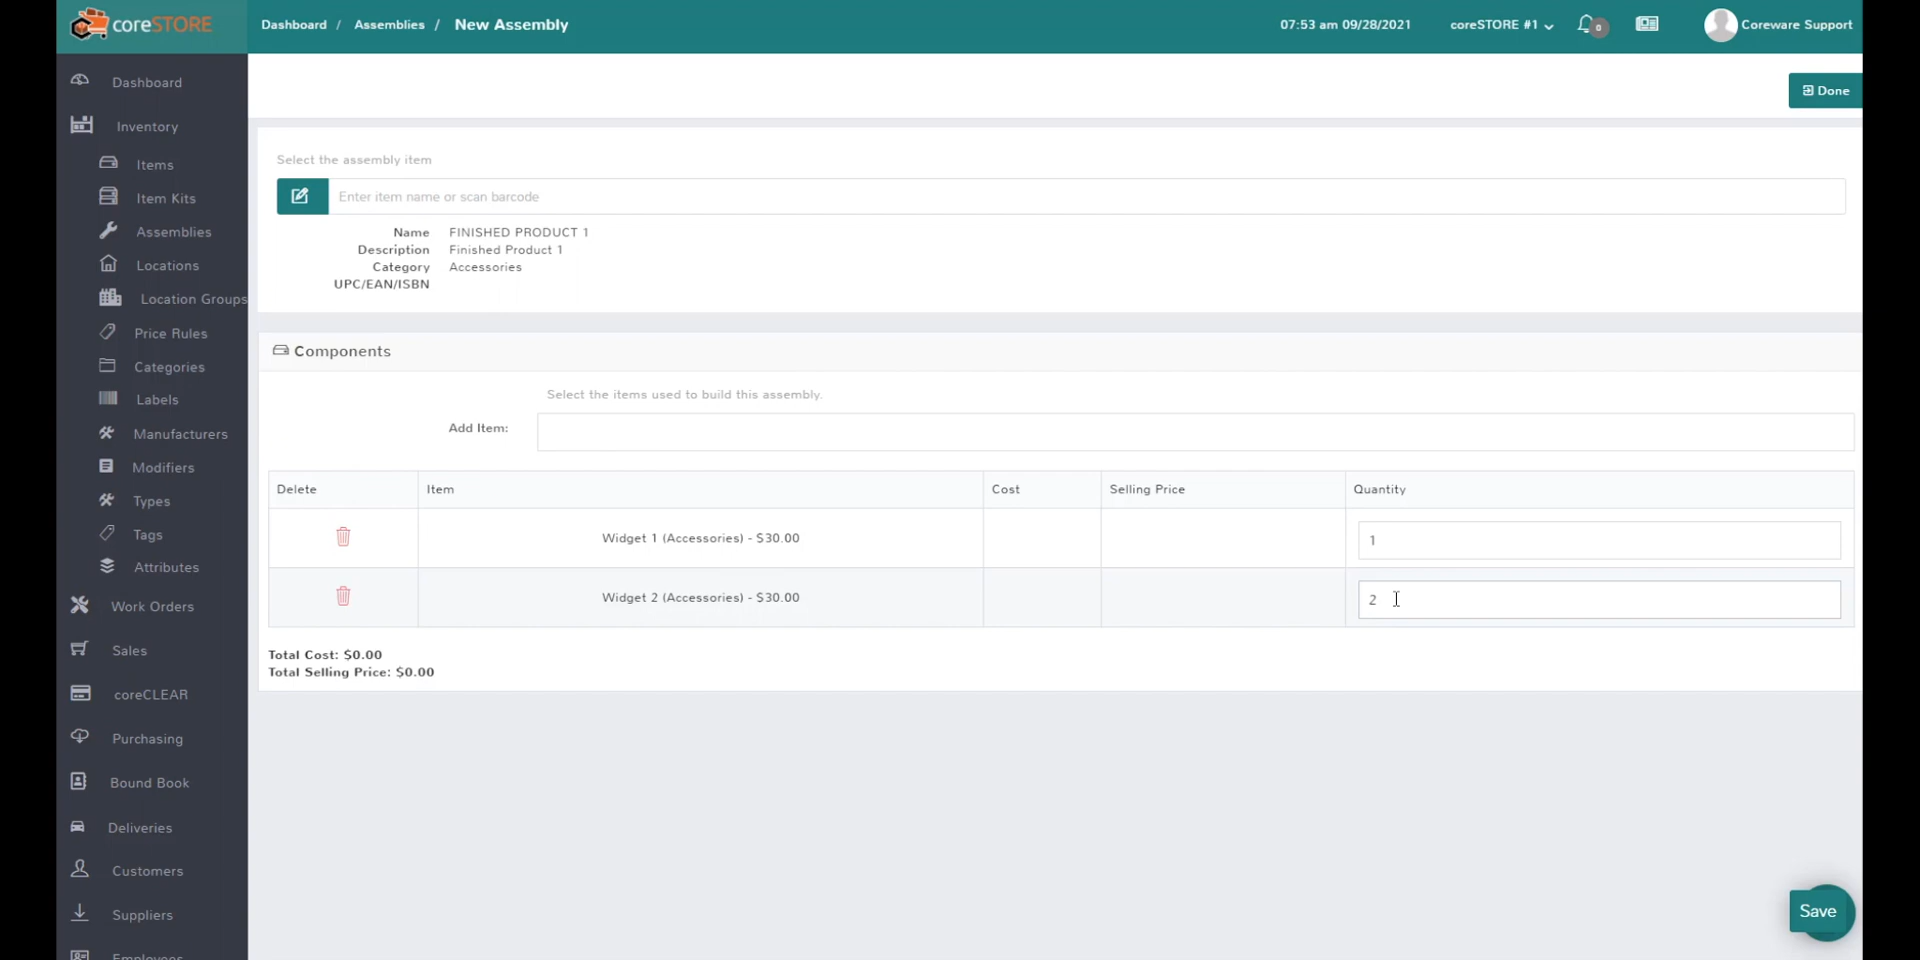 coreSTORE
Dashboard / Assemblies / New Assembly
07:53 am 09/28/2021
coreSTORE #1
0
Coreware Support
Dashboard
Inventory
Items
Item Kits
Assemblies
Locations
Location Groups
Price Rules
Categories
Labels
Manufacturers
Modifiers
Types
Tags
Attributes
Work Orders
Sales
coreCLEAR
Purchasing
Bound Book
Deliveries
Customers
Suppliers
Employees
Done
Select the assembly item
Enter item name or scan barcode
Name FINISHED PRODUCT 1
Description Finished Product 1
Category Accessories
UPC/EAN/ISBN
Components
Select the items used to build this assembly.
Add Item:
Delete Item Cost Selling Price Quantity
Widget 1 (Accessories) - $30.00 1
Widget 2 (Accessories) - $30.00 2
Total Cost: $0.00
Total Selling Price: $0.00
Save